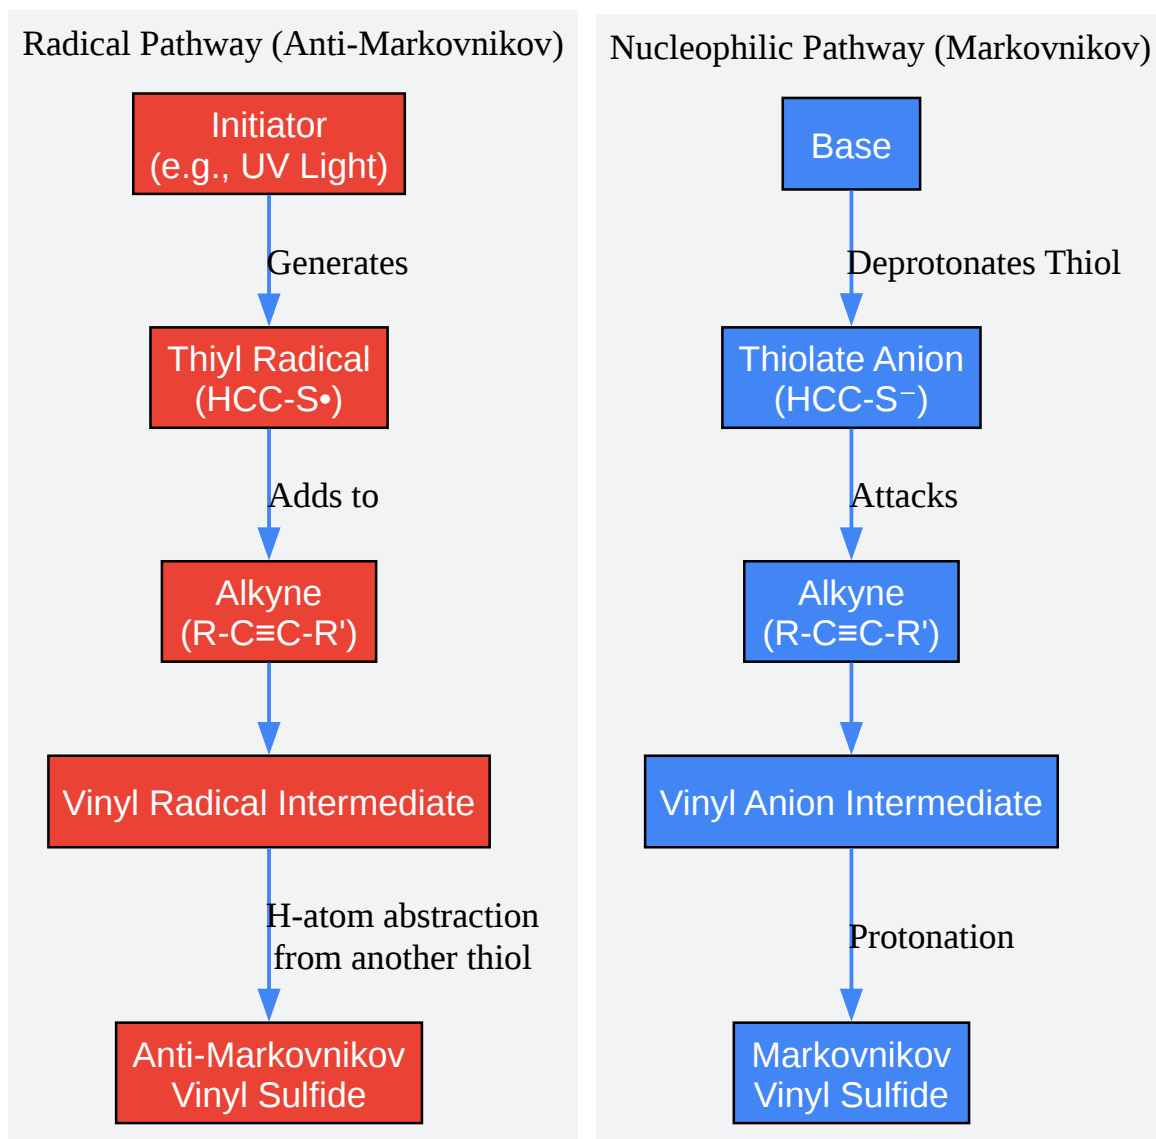 Radical Pathway (Anti-Markovnikov)
Initiator
(e.g., UV Light)
Generates
Thiyl Radical
(HCC-S•)
Adds to
Alkyne
(R-C≡C-R')
Vinyl Radical Intermediate
H-atom abstraction
from another thiol
Anti-Markovnikov
Vinyl Sulfide
Nucleophilic Pathway (Markovnikov)
Base
Deprotonates Thiol
Thiolate Anion
(HCC-S⁻)
Attacks
Alkyne
(R-C≡C-R')
Vinyl Anion Intermediate
Protonation
Markovnikov
Vinyl Sulfide